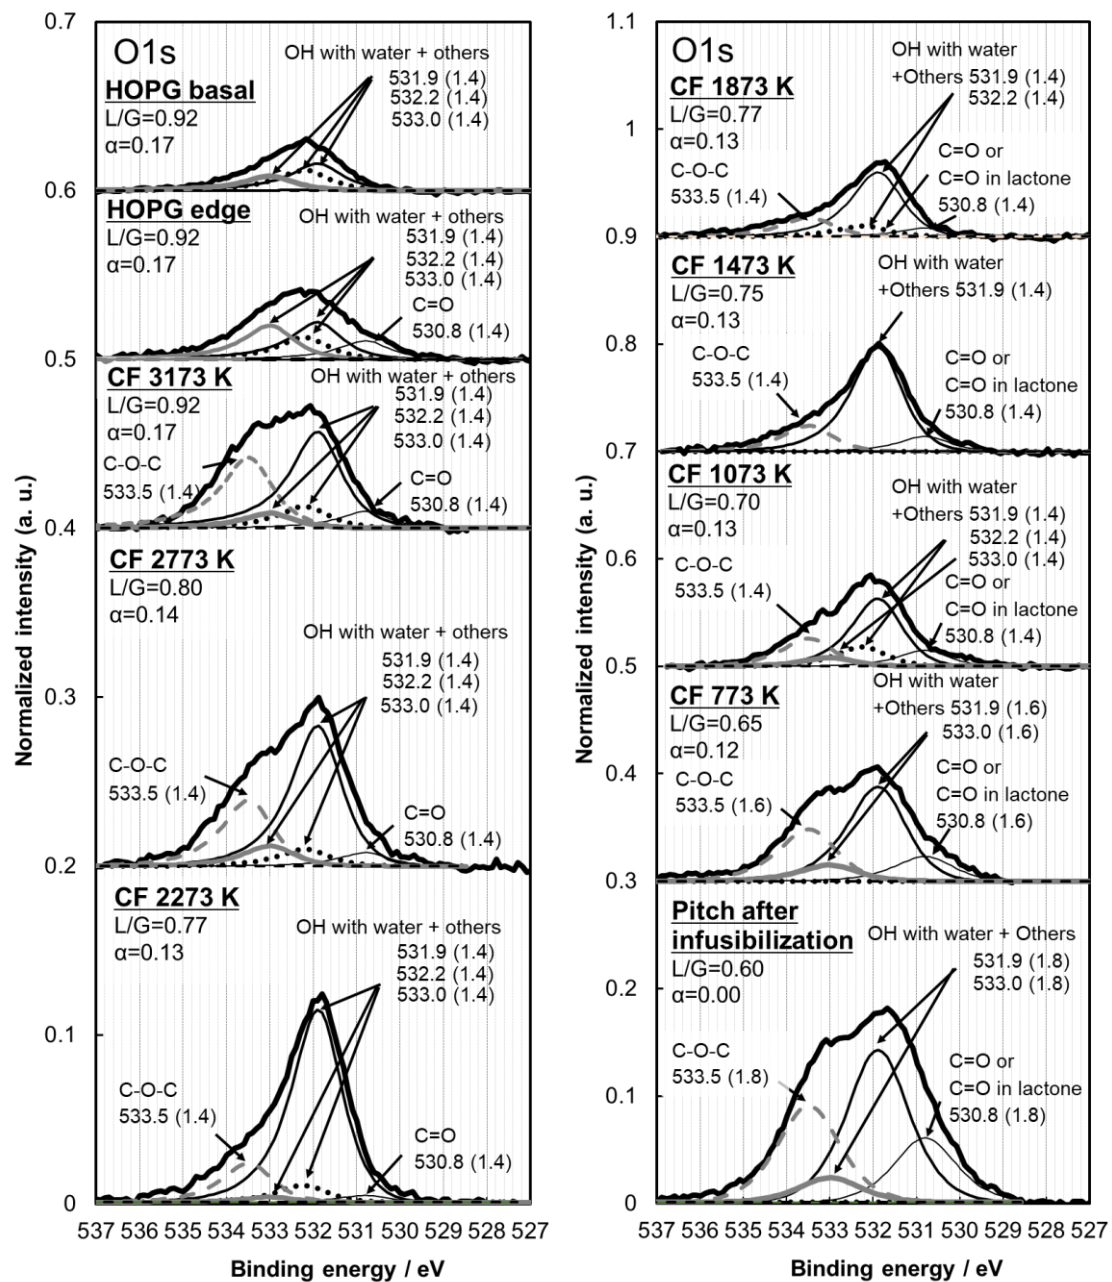 0.7
O1s
OH with water + others
HOPG basal
531.9 (1.4)
532.2 (1.4)
533.0 (1.4)
L/G=0.92
α=0.17
0.6
HOPG edge
OH with water + others
531.9 (1.4)
532.2 (1.4)
533.0 (1.4)
L/G=0.92
α=0.17
C=O
530.8 (1.4)
0.5
CF 3173 K
OH with water + others
531.9 (1.4)
532.2 (1.4)
533.0 (1.4)
L/G=0.92
α=0.17
C-O-C
533.5 (1.4)
C=O
530.8 (1.4)
0.4
CF 2773 K
L/G=0.80
α=0.14
OH with water + others
531.9 (1.4)
532.2 (1.4)
533.0 (1.4)
0.3
C-O-C
533.5 (1.4)
C=O
530.8 (1.4)
0.2
CF 2273 K
L/G=0.77
α=0.13
OH with water + others
531.9 (1.4)
532.2 (1.4)
533.0 (1.4)
0.1
C-O-C
533.5 (1.4)
C=O
530.8 (1.4)
0
537 536 535 534 533 532 531 530 529 528 527
Binding energy / eV
Normalized intensity (a. u.)
1.1
O1s
OH with water
+Others 531.9 (1.4)
532.2 (1.4)
CF 1873 K
L/G=0.77
α=0.13
1
C-O-C
533.5 (1.4)
C=O or
C=O in lactone
530.8 (1.4)
0.9
CF 1473 K
OH with water
+Others 531.9 (1.4)
L/G=0.75
α=0.13
0.8
C-O-C
533.5 (1.4)
C=O or
C=O in lactone
530.8 (1.4)
0.7
CF 1073 K
OH with water
+Others 531.9 (1.4)
532.2 (1.4)
533.0 (1.4)
L/G=0.70
α=0.13
0.6
C-O-C
533.5 (1.4)
C=O or
C=O in lactone
530.8 (1.4)
0.5
CF 773 K
OH with water
+Others 531.9 (1.6)
533.0 (1.6)
L/G=0.65
α=0.12
0.4
C-O-C
533.5 (1.6)
C=O or
C=O in lactone
530.8 (1.6)
0.3
Pitch after
infusibilization
OH with water + Others
531.9 (1.8)
533.0 (1.8)
L/G=0.60
α=0.00
0.2
C-O-C
533.5 (1.8)
C=O or
C=O in lactone
530.8 (1.8)
0.1
0
537 536 535 534 533 532 531 530 529 528 527
Binding energy / eV
Normalized intensity (a. u.)